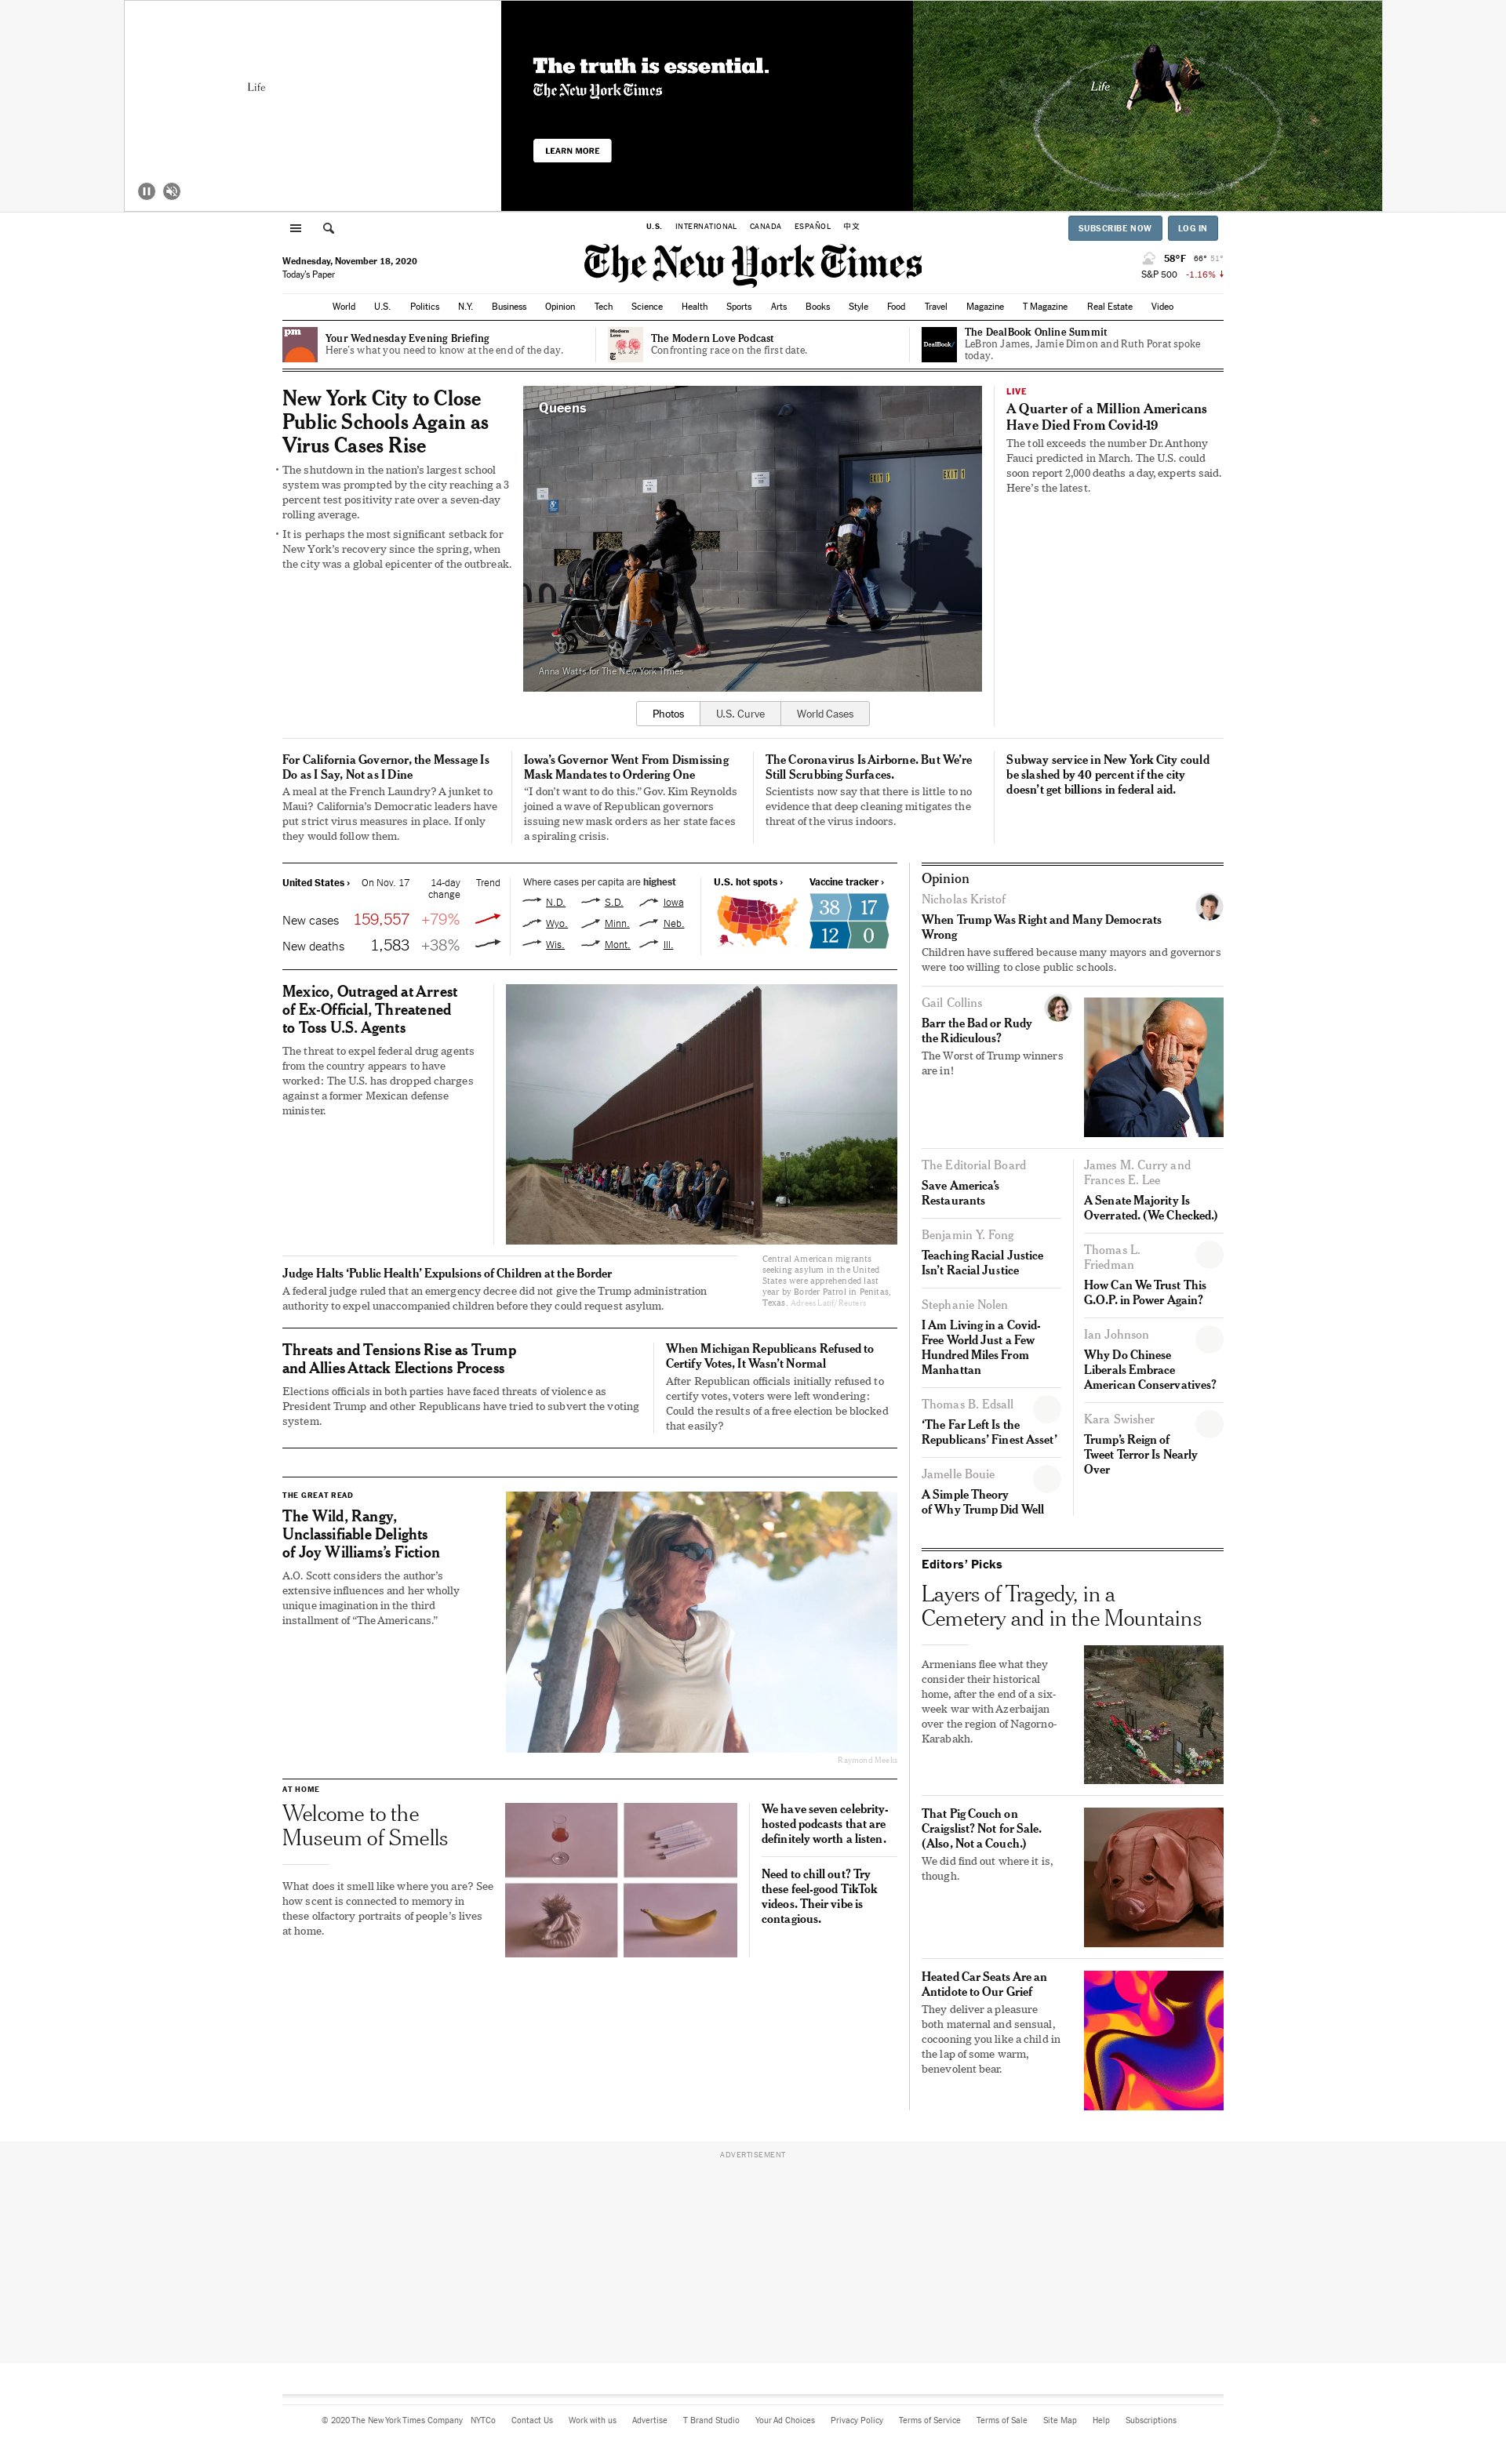 Life
The truth is essential.
The New York Times
LEARN MORE
Life
U.S. INTERNATIONAL CANADA ESPAÑOL 中文
SUBSCRIBE NOW LOG IN
Wednesday, November 18, 2020
Today's Paper
The New York Times
58°F 66° 51°
S&P 500 -1.16% ↓
World U.S. Politics N.Y. Business Opinion Tech Science Health Sports Arts Books Style Food Travel Magazine T Magazine Real Estate Video
pm
Your Wednesday Evening Briefing
Here's what you need to know at the end of the day.
Modern
Love
The Modern Love Podcast
Confronting race on the first date.
DealBook/
The DealBook Online Summit
LeBron James, Jamie Dimon and Ruth Porat spoke
today.
New York City to Close
Public Schools Again as
Virus Cases Rise
• The shutdown in the nation's largest school
system was prompted by the city reaching a 3
percent test positivity rate over a seven-day
rolling average.
• It is perhaps the most significant setback for
New York's recovery since the spring, when
the city was a global epicenter of the outbreak.
Queens
EXIT 1
EXIT 1
Anna Watts for The New York Times
Photos U.S. Curve World Cases
LIVE
A Quarter of a Million Americans
Have Died From Covid-19
The toll exceeds the number Dr. Anthony
Fauci predicted in March. The U.S. could
soon report 2,000 deaths a day, experts said.
Here's the latest.
For California Governor, the Message Is
Do as I Say, Not as I Dine
A meal at the French Laundry? A junket to
Maui? California's Democratic leaders have
put strict virus measures in place. If only
they would follow them.
Iowa's Governor Went From Dismissing
Mask Mandates to Ordering One
“I don't want to do this.” Gov. Kim Reynolds
joined a wave of Republican governors
issuing new mask orders as her state faces
a spiraling crisis.
The Coronavirus Is Airborne. But We're
Still Scrubbing Surfaces.
Scientists now say that there is little to no
evidence that deep cleaning mitigates the
threat of the virus indoors.
Subway service in New York City could
be slashed by 40 percent if the city
doesn't get billions in federal aid.
United States › On Nov. 17 14-day change Trend
New cases 159,557 +79%
New deaths 1,583 +38%
Where cases per capita are highest
N.D. S.D. Iowa
Wyo. Minn. Neb.
Wis. Mont. Ill.
U.S. hot spots ›
Vaccine tracker ›
38 17
12 0
Mexico, Outraged at Arrest
of Ex-Official, Threatened
to Toss U.S. Agents
The threat to expel federal drug agents
from the country appears to have
worked: The U.S. has dropped charges
against a former Mexican defense
minister.
Judge Halts ‘Public Health’ Expulsions of Children at the Border
A federal judge ruled that an emergency decree did not give the Trump administration
authority to expel unaccompanied children before they could request asylum.
Central American migrants
seeking asylum in the United
States were apprehended last
year by Border Patrol in Penitas,
Texas. Adrees Latif/Reuters
Threats and Tensions Rise as Trump
and Allies Attack Elections Process
Elections officials in both parties have faced threats of violence as
President Trump and other Republicans have tried to subvert the voting
system.
When Michigan Republicans Refused to
Certify Votes, It Wasn't Normal
After Republican officials initially refused to
certify votes, voters were left wondering:
Could the results of a free election be blocked
that easily?
THE GREAT READ
The Wild, Rangy,
Unclassifiable Delights
of Joy Williams's Fiction
A.O. Scott considers the author's
extensive influences and her wholly
unique imagination in the third
installment of “The Americans.”
Raymond Meeks
AT HOME
Welcome to the
Museum of Smells
What does it smell like where you are? See
how scent is connected to memory in
these olfactory portraits of people's lives
at home.
We have seven celebrity-
hosted podcasts that are
definitely worth a listen.
Need to chill out? Try
these feel-good TikTok
videos. Their vibe is
contagious.
Opinion
Nicholas Kristof
When Trump Was Right and Many Democrats
Wrong
Children have suffered because many mayors and governors
were too willing to close public schools.
Gail Collins
Barr the Bad or Rudy
the Ridiculous?
The Worst of Trump winners
are in!
The Editorial Board
Save America's
Restaurants
Benjamin Y. Fong
Teaching Racial Justice
Isn't Racial Justice
Stephanie Nolen
I Am Living in a Covid-
Free World Just a Few
Hundred Miles From
Manhattan
Thomas B. Edsall
‘The Far Left Is the
Republicans' Finest Asset’
Jamelle Bouie
A Simple Theory
of Why Trump Did Well
James M. Curry and
Frances E. Lee
A Senate Majority Is
Overrated. (We Checked.)
Thomas L.
Friedman
How Can We Trust This
G.O.P. in Power Again?
Ian Johnson
Why Do Chinese
Liberals Embrace
American Conservatives?
Kara Swisher
Trump's Reign of
Tweet Terror Is Nearly
Over
Editors' Picks
Layers of Tragedy, in a
Cemetery and in the Mountains
Armenians flee what they
consider their historical
home, after the end of a six-
week war with Azerbaijan
over the region of Nagorno-
Karabakh.
That Pig Couch on
Craigslist? Not for Sale.
(Also, Not a Couch.)
We did find out where it is,
though.
Heated Car Seats Are an
Antidote to Our Grief
They deliver a pleasure
both maternal and sensual,
cocooning you like a child in
the lap of some warm,
benevolent bear.
ADVERTISEMENT
© 2020 The New York Times Company NYTCo Contact Us Work with us Advertise T Brand Studio Your Ad Choices Privacy Policy Terms of Service Terms of Sale Site Map Help Subscriptions